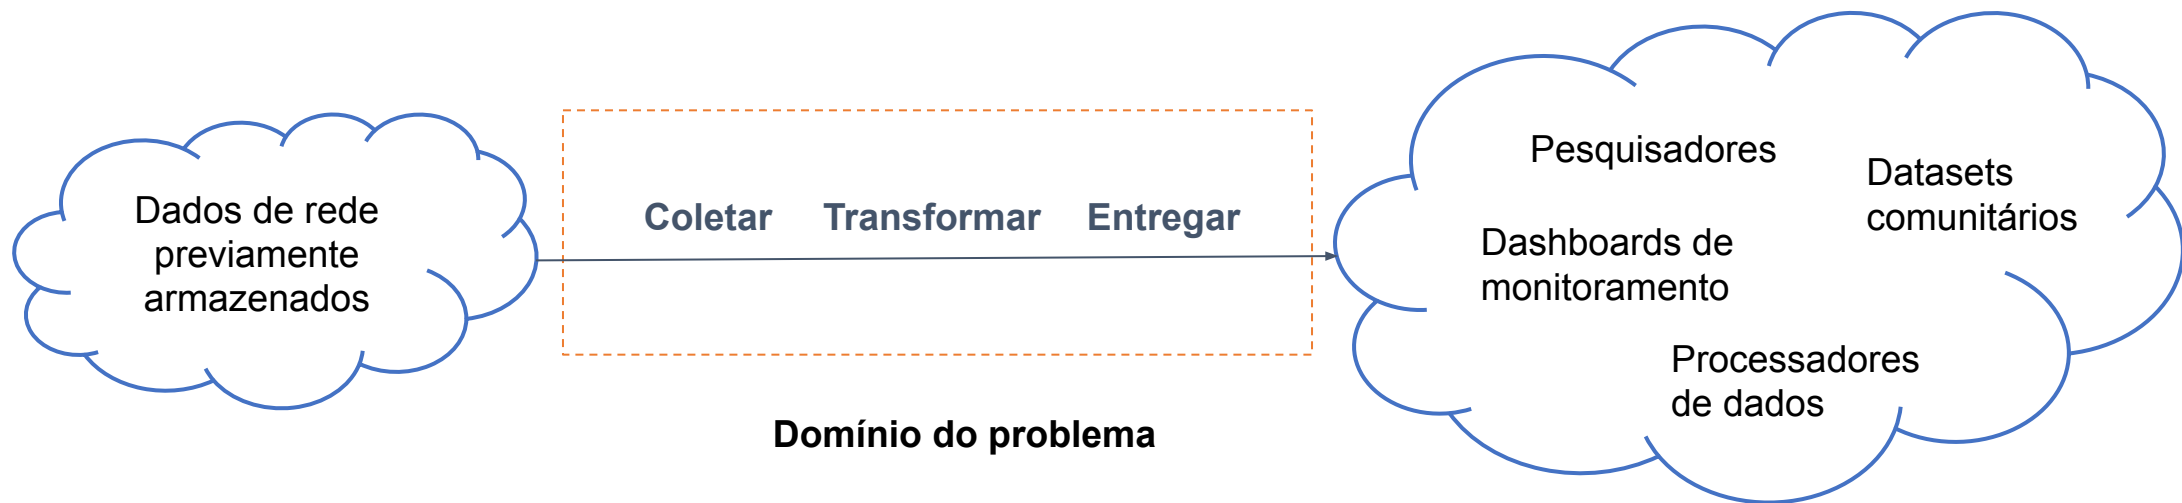 Dados de rede
previamente
armazenados
Coletar Transformar Entregar
Domínio do problema
Pesquisadores
Datasets
comunitários
Dashboards de
monitoramento
Processadores
de dados